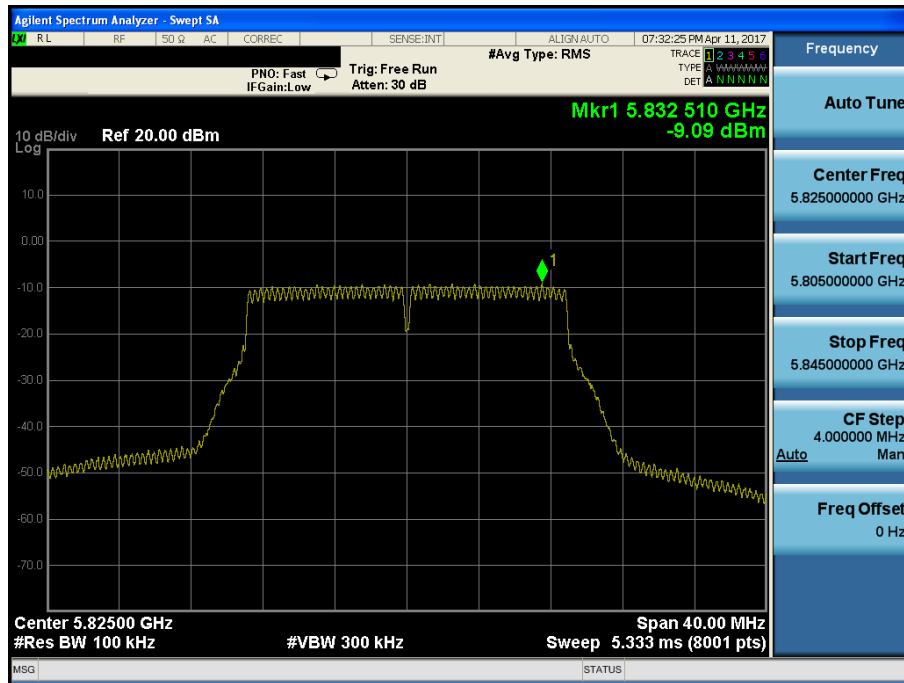 Agilent Spectrum Analyzer - Swept SA
LXI RL RF 50 Ω AC CORREC SENSE:INT ALIGN AUTO 07:32:25 PM Apr 11, 2017
#Avg Type: RMS TRACE 1 2 3 4 5 6
PNO: Fast Trig: Free Run TYPE A WWWWW
IFGain:Low Atten: 30 dB DET A N N N N N
Mkr1 5.832 510 GHz
-9.09 dBm
10 dB/div Ref 20.00 dBm
Log
10.0
0.00
-10.0
-20.0
-30.0
-40.0
-50.0
-60.0
-70.0
1
Center 5.82500 GHz Span 40.00 MHz
#Res BW 100 kHz #VBW 300 kHz Sweep 5.333 ms (8001 pts)
MSG STATUS
Frequency
Auto Tune
Center Freq
5.825000000 GHz
Start Freq
5.805000000 GHz
Stop Freq
5.845000000 GHz
CF Step
4.000000 MHz
Auto Man
Freq Offset
0 Hz